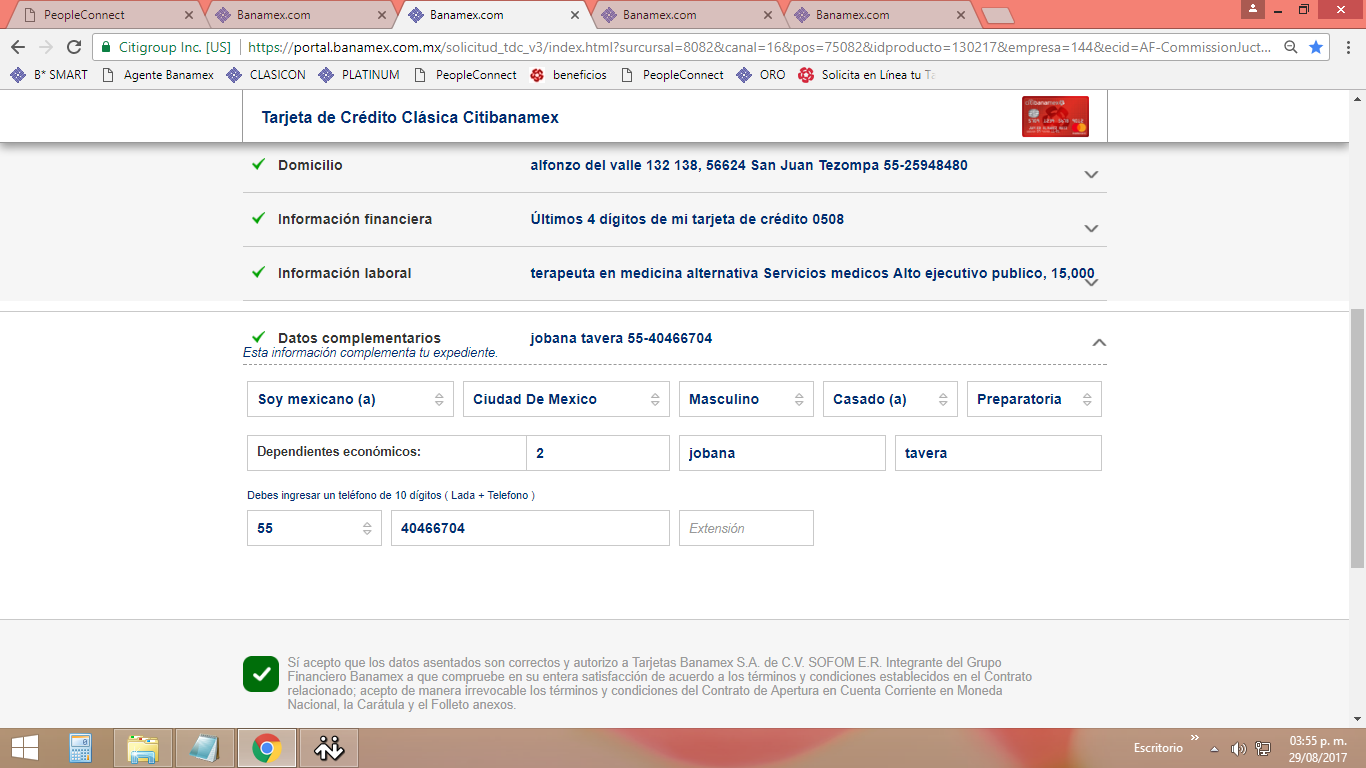 PeopleConnect
Banamex.com
Banamex.com
Banamex.com
Banamex.com
Citigroup Inc. [US] https://portal.banamex.com.mx/solicitud_tdc_v3/index.html?sursural=8082&canal=16&pos=75082&idproducto=130217&empresa=144&ecid=AF-CommissionJuct...
B* SMART Agente Banamex CLASICON PLATINUM PeopleConnect beneficios PeopleConnect ORO Solicita en Línea tu Ta
Tarjeta de Crédito Clásica Citibanamex
Domicilio alfonzo del valle 132 138, 56624 San Juan Tezompa 55-25948480
Información financiera Últimos 4 dígitos de mi tarjeta de crédito 0508
Información laboral terapeuta en medicina alternativa Servicios medicos Alto ejecutivo publico, 15,000
Datos complementarios jobana tavera 55-40466704
Esta información complementa tu expediente.
Soy mexicano (a) Ciudad De Mexico Masculino Casado (a) Preparatoria
Dependientes económicos: 2 jobana tavera
Debes ingresar un teléfono de 10 dígitos ( Lada + Telefono )
55 40466704 Extensión
Sí acepto que los datos asentados son correctos y autorizo a Tarjetas Banamex S.A. de C.V. SOFOM E.R. Integrante del Grupo
Financiero Banamex a que compruebe en su entera satisfacción de acuerdo a los términos y condiciones establecidos en el Contrato
relacionado; acepto de manera irrevocable los términos y condiciones del Contrato de Apertura en Cuenta Corriente en Moneda
Nacional, la Carátula y el Folleto anexos.
Escritorio
03:55 p. m.
29/08/2017